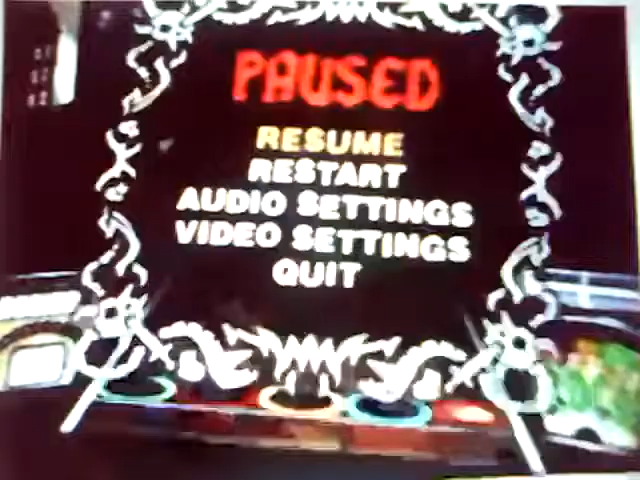 PAUSED
RESUME
RESTART
AUDIO SETTINGS
VIDEO SETTINGS
QUIT